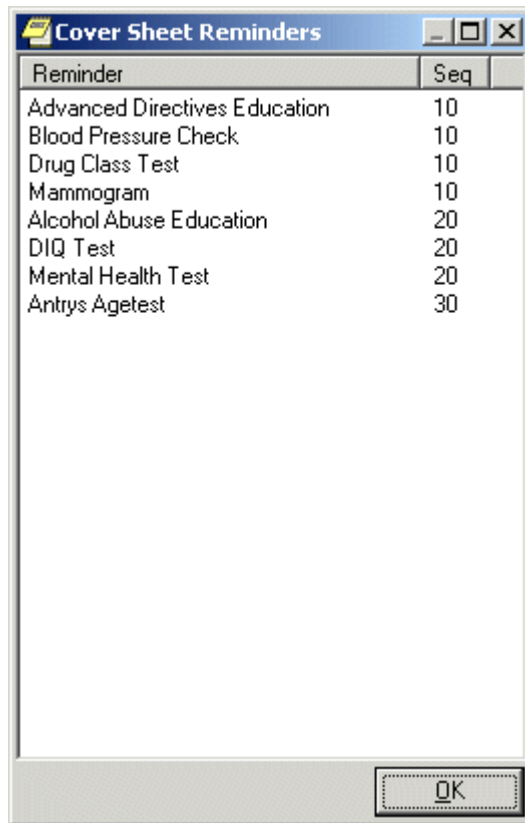 Cover Sheet Reminders
Reminder Seq
Advanced Directives Education 10
Blood Pressure Check 10
Drug Class Test 10
Mammogram 10
Alcohol Abuse Education 20
DIQ Test 20
Mental Health Test 20
Antrys Agetest 30
OK